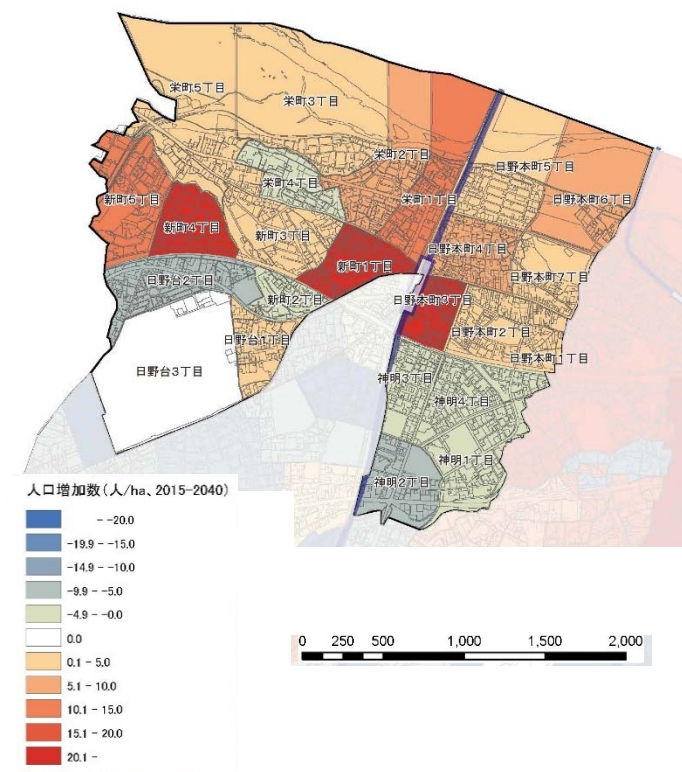 栄町5丁目
栄町3丁目
栄町2丁目
日野本町5丁目
栄町4丁目
新町5丁目
栄町1丁目
日野本町6丁目
新町4丁目
新町3丁目
日野本町4丁目
新町1丁目
日野本町7丁目
日野台2丁目
新町2丁目
日野本町3丁目
日野本町2丁目
日野台1丁目
日野本町1丁目
日野台3丁目
神明3丁目
神明4丁目
神明1丁目
神明2丁目
人口増加数(人/ha、2015-2040)
- -20.0
-19.9 - -15.0
-14.9 - -10.0
-9.9 - -5.0
-4.9 - -0.0
0.0
0.1 - 5.0
5.1 - 10.0
10.1 - 15.0
15.1 - 20.0
20.1 -
0 250 500 1,000 1,500 2,000